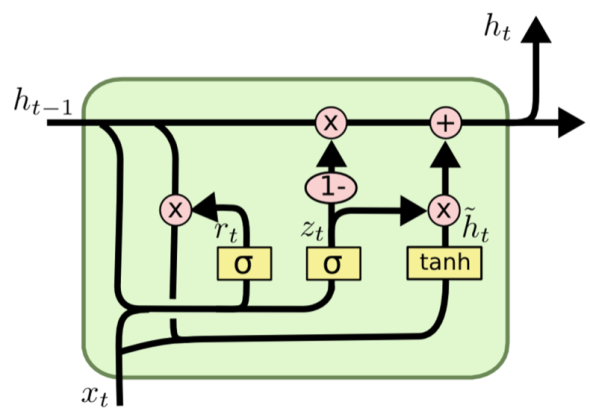 h_t
h_{t-1}
x +
1-
x r_t z_t x h̃_t
σ σ tanh
x_t